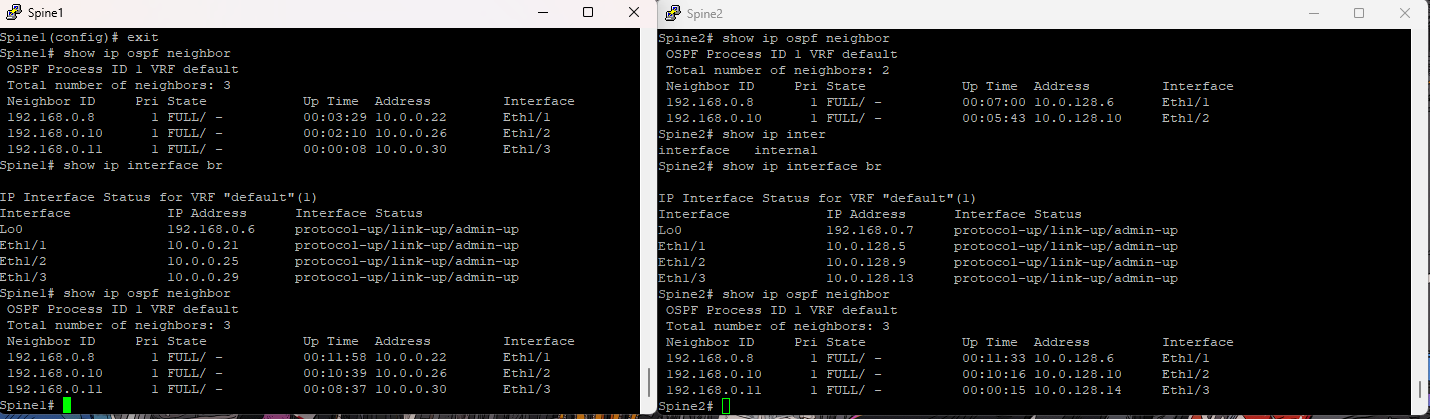 Spine1
Spine1(config)# exit
Spine1# show ip ospf neighbor
 OSPF Process ID 1 VRF default
 Total number of neighbors: 3
 Neighbor ID     Pri State            Up Time  Address         Interface
 192.168.0.8       1 FULL/ -          00:03:29 10.0.0.22       Eth1/1
 192.168.0.10      1 FULL/ -          00:02:10 10.0.0.26       Eth1/2
 192.168.0.11      1 FULL/ -          00:00:08 10.0.0.30       Eth1/3
Spine1# show ip interface br

IP Interface Status for VRF "default"(1)
Interface            IP Address      Interface Status
Lo0                  192.168.0.6     protocol-up/link-up/admin-up
Eth1/1               10.0.0.21       protocol-up/link-up/admin-up
Eth1/2               10.0.0.25       protocol-up/link-up/admin-up
Eth1/3               10.0.0.29       protocol-up/link-up/admin-up
Spine1# show ip ospf neighbor
 OSPF Process ID 1 VRF default
 Total number of neighbors: 3
 Neighbor ID     Pri State            Up Time  Address         Interface
 192.168.0.8       1 FULL/ -          00:11:58 10.0.0.22       Eth1/1
 192.168.0.10      1 FULL/ -          00:10:39 10.0.0.26       Eth1/2
 192.168.0.11      1 FULL/ -          00:08:37 10.0.0.30       Eth1/3
Spine1#
Spine2
Spine2# show ip ospf neighbor
 OSPF Process ID 1 VRF default
 Total number of neighbors: 2
 Neighbor ID     Pri State            Up Time  Address         Interface
 192.168.0.8       1 FULL/ -          00:07:00 10.0.128.6      Eth1/1
 192.168.0.10      1 FULL/ -          00:05:43 10.0.128.10     Eth1/2
Spine2# show ip inter
interface   internal
Spine2# show ip interface br

IP Interface Status for VRF "default"(1)
Interface            IP Address      Interface Status
Lo0                  192.168.0.7     protocol-up/link-up/admin-up
Eth1/1               10.0.128.5      protocol-up/link-up/admin-up
Eth1/2               10.0.128.9      protocol-up/link-up/admin-up
Eth1/3               10.0.128.13     protocol-up/link-up/admin-up
Spine2# show ip ospf neighbor
 OSPF Process ID 1 VRF default
 Total number of neighbors: 3
 Neighbor ID     Pri State            Up Time  Address         Interface
 192.168.0.8       1 FULL/ -          00:11:33 10.0.128.6      Eth1/1
 192.168.0.10      1 FULL/ -          00:10:16 10.0.128.10     Eth1/2
 192.168.0.11      1 FULL/ -          00:00:15 10.0.128.14     Eth1/3
Spine2#